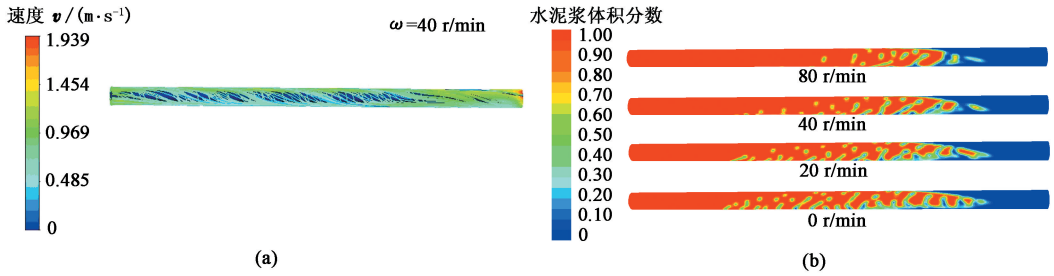 速度 v/(m·s⁻¹)
ω=40 r/min
1.939
1.454
0.969
0.485
0
(a)
水泥浆体积分数
1.00
0.90
0.80
0.70
0.60
0.50
0.40
0.30
0.20
0.10
0
80 r/min
40 r/min
20 r/min
0 r/min
(b)